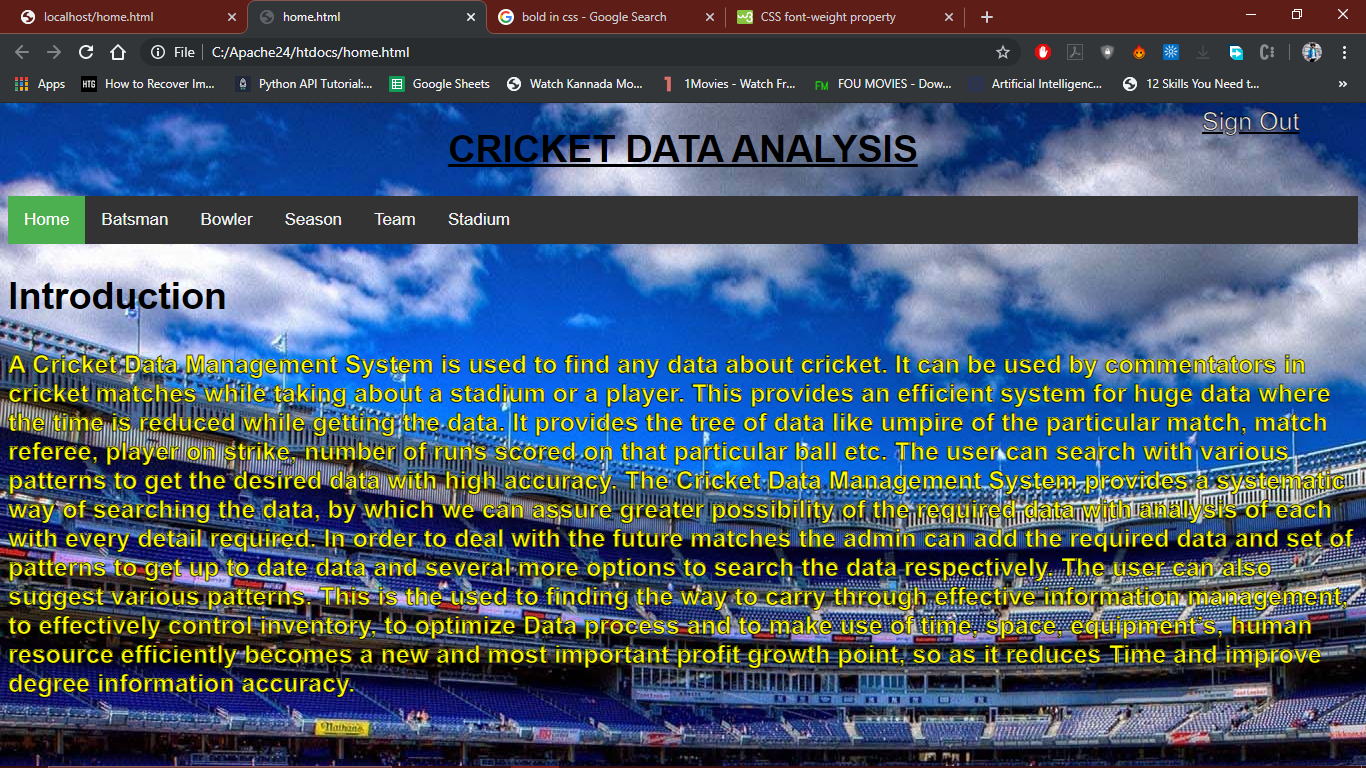 localhost/home.html
home.html
bold in css - Google Search
CSS font-weight property
File
C:/Apache24/htdocs/home.html
Apps
HTG
How to Recover Im...
Python API Tutorial:...
Google Sheets
Watch Kannada Mo...
1Movies - Watch Fr...
FM
FOU MOVIES - Dow...
Artificial Intelligenc...
12 Skills You Need t...
»
Sign Out
CRICKET DATA ANALYSIS
Home Batsman Bowler Season Team Stadium
Introduction
A Cricket Data Management System is used to find any data about cricket. It can be used by commentators in
cricket matches while taking about a stadium or a player. This provides an efficient system for huge data where
the time is reduced while getting the data. It provides the tree of data like umpire of the particular match, match
referee, player on strike, number of runs scored on that particular ball etc. The user can search with various
patterns to get the desired data with high accuracy. The Cricket Data Management System provides a systematic
way of searching the data, by which we can assure greater possibility of the required data with analysis of each
with every detail required. In order to deal with the future matches the admin can add the required data and set of
patterns to get up to date data and several more options to search the data respectively. The user can also
suggest various patterns. This is the used to finding the way to carry through effective information management,
to effectively control inventory, to optimize Data process and to make use of time, space, equipment's, human
resource efficiently becomes a new and most important profit growth point, so as it reduces Time and improve
degree information accuracy.
Nathan's